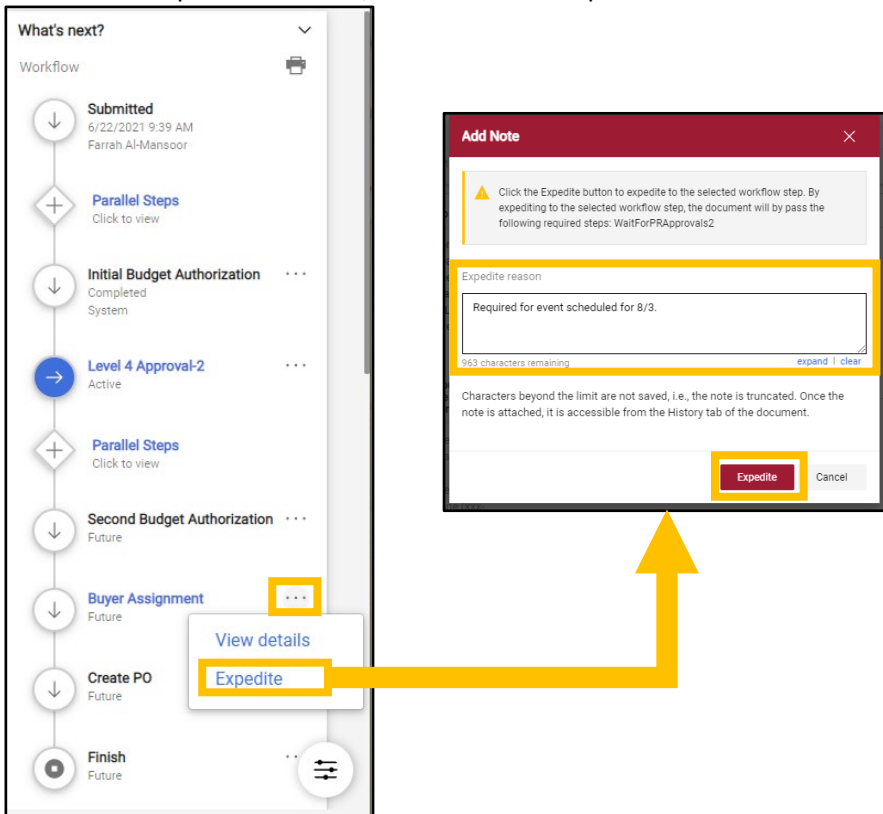 What's next?
Workflow
Submitted
6/22/2021 9:39 AM
Farrah Al-Mansoor
Parallel Steps
Click to view
Initial Budget Authorization
Completed
System
Level 4 Approval-2
Active
Parallel Steps
Click to view
Second Budget Authorization
Future
Buyer Assignment
Future
View details
Expedite
Create PO
Future
Finish
Future
Add Note
Click the Expedite button to expedite to the selected workflow step. By
expediting to the selected workflow step, the document will by pass the
following required steps: WaitForPRApprovals2
Expedite reason
Required for event scheduled for 8/3.
963 characters remaining
expand | clear
Characters beyond the limit are not saved, i.e., the note is truncated. Once the
note is attached, it is accessible from the History tab of the document.
Expedite
Cancel